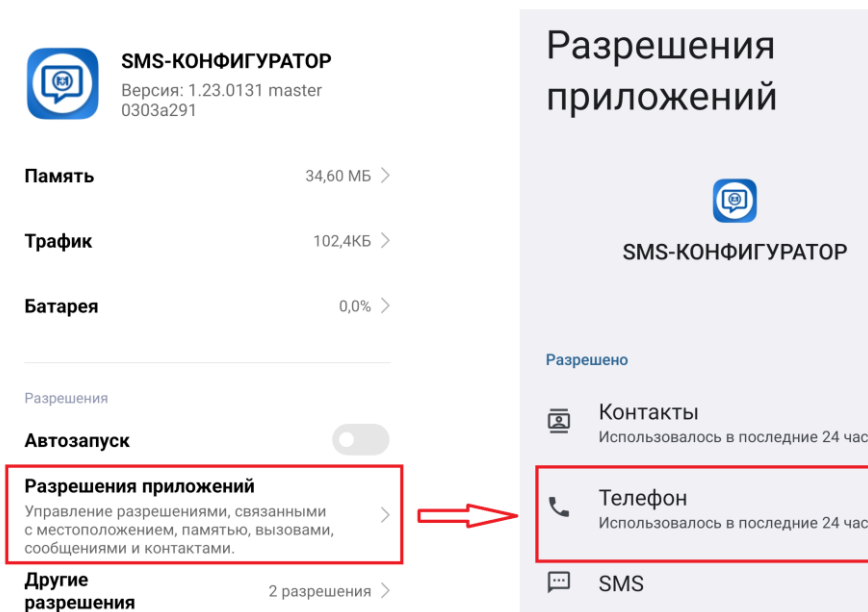 SMS-КОНФИГУРАТОР
Версия: 1.23.0131 master
0303a291
Память
34,60 МБ
Трафик
102,4КБ
Батарея
0,0%
Разрешения
Автозапуск
Разрешения приложений
Управление разрешениями, связанными
с местоположением, памятью, вызовами,
сообщениями и контактами.
Другие
разрешения
2 разрешения
Разрешения
приложений
SMS-КОНФИГУРАТОР
Разрешено
Контакты
Использовалось в последние 24 час
Телефон
Использовалось в последние 24 час
SMS